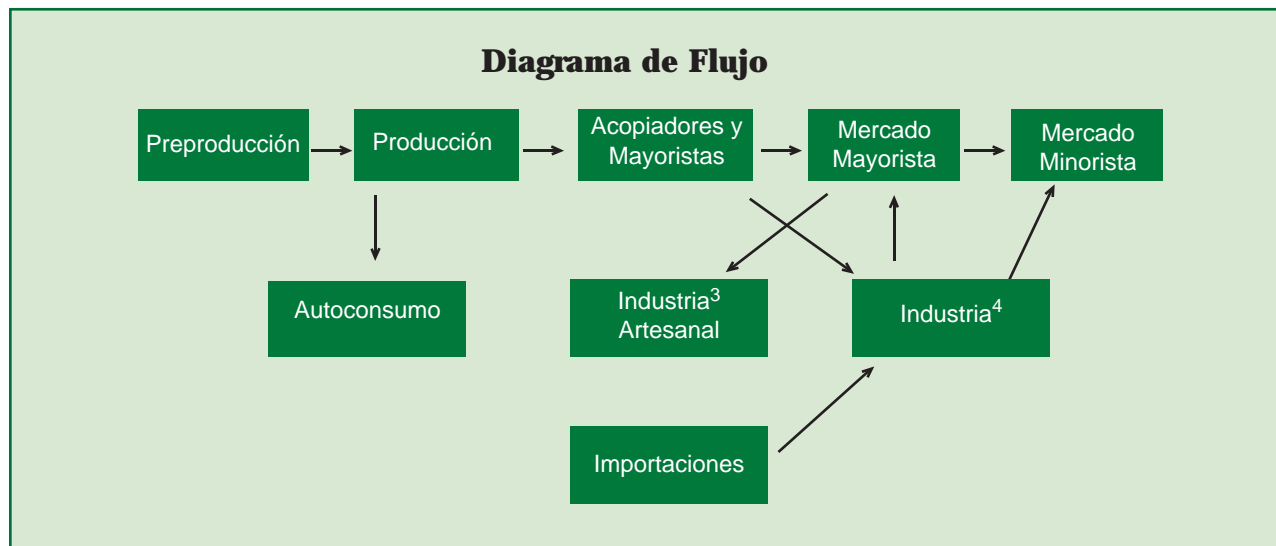 Diagrama de Flujo
Preproducción
Producción
Acopiadores y
Mayoristas
Mercado
Mayorista
Mercado
Minorista
Autoconsumo
Industria³
Artesanal
Industria⁴
Importaciones